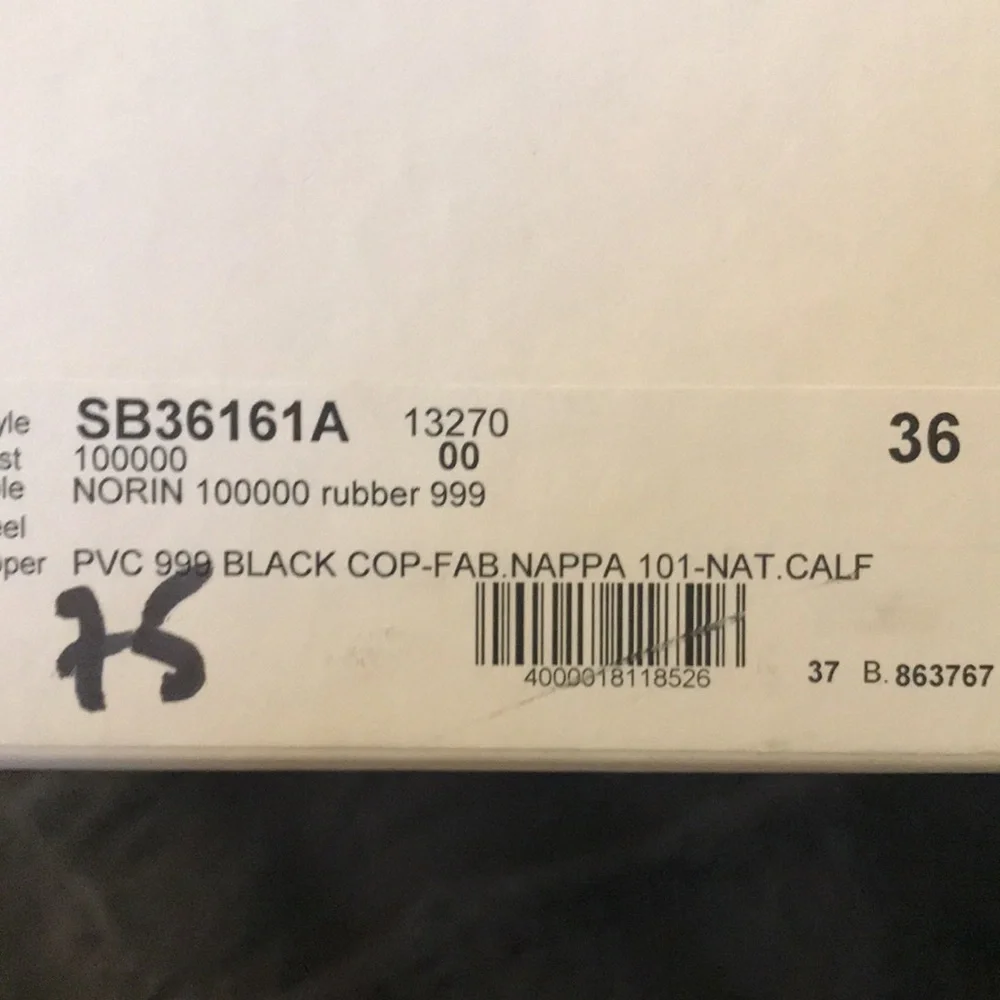 yle SB36161A 13270 36
st 100000 00
le NORIN 100000 rubber 999
eel
pper PVC 999 BLACK COP-FAB.NAPPA 101-NAT.CALF
75
4000018118526 37 B. 863767